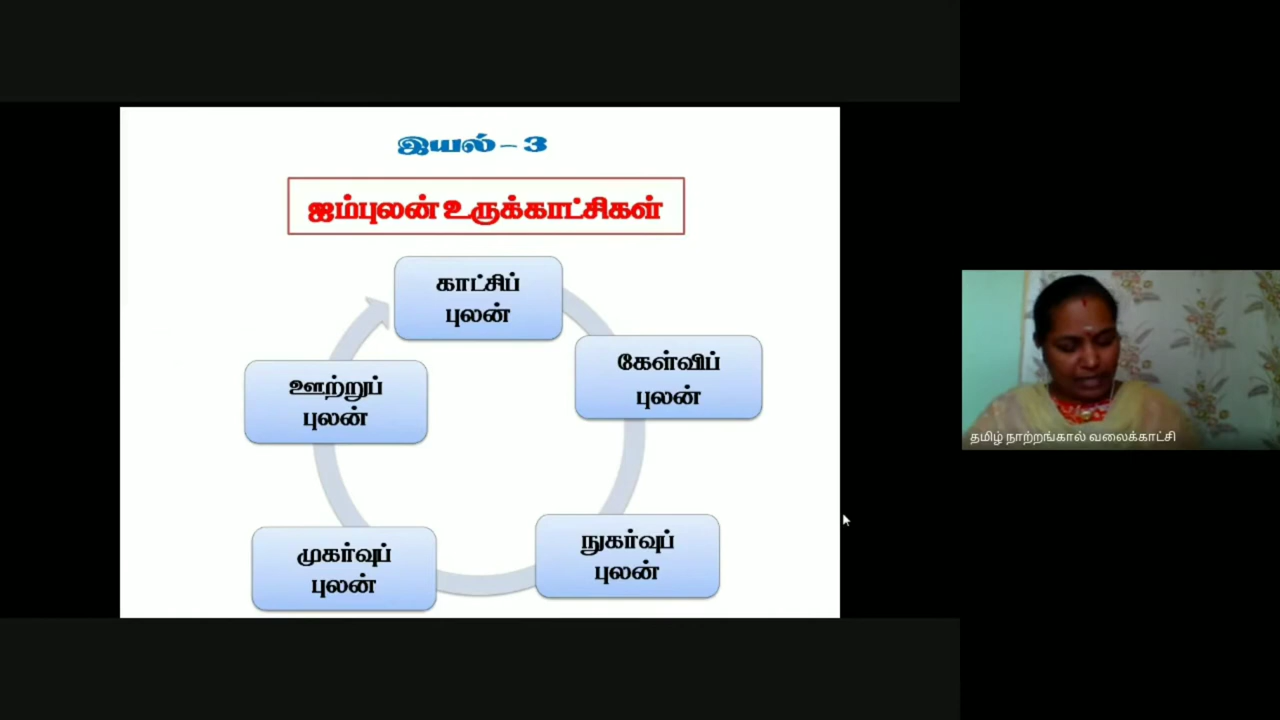 இயல் – 3
ஐம்புலன் உருக்காட்சிகள்
காட்சிப்
புலன்
கேள்விப்
புலன்
நுகர்வுப்
புலன்
முகர்வுப்
புலன்
ஊற்றுப்
புலன்
தமிழ் நாற்றங்கால் வலைக்காட்சி